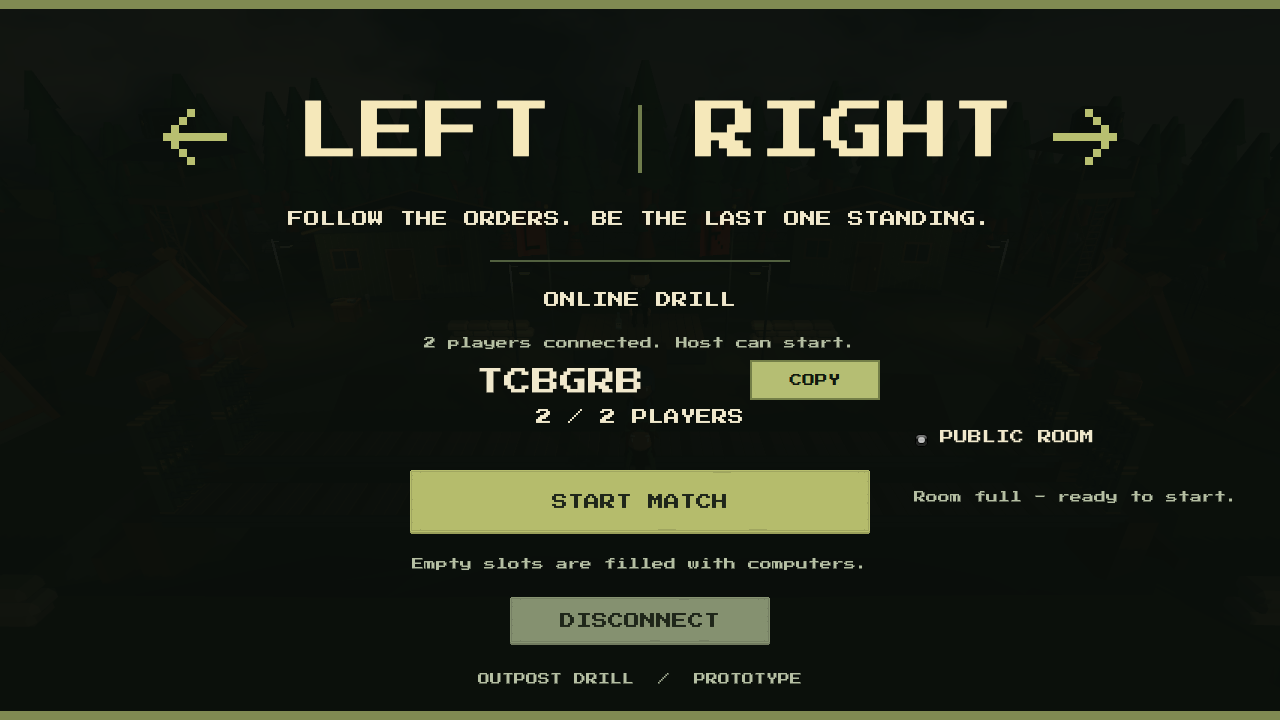 LEFT RIGHT
FOLLOW THE ORDERS. BE THE LAST ONE STANDING.
ONLINE DRILL
2 players connected. Host can start.
TCBGRB COPY
2 / 2 PLAYERS
PUBLIC ROOM
START MATCH
Room full - ready to start.
Empty slots are filled with computers.
DISCONNECT
OUTPOST DRILL / PROTOTYPE